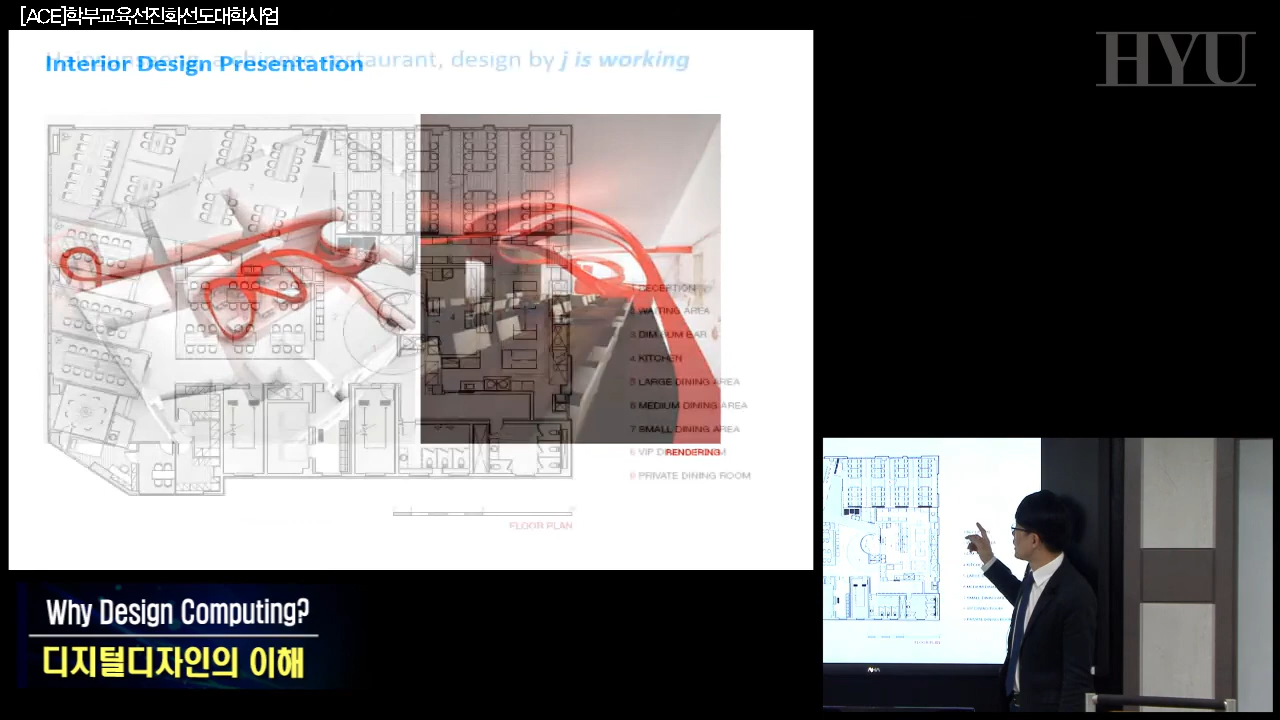 [ACE]학부교육선진화선도대학사업
HYU
Interior Design Presentation
restaurant, design by j is working
1 RECEPTION
2 WAITING AREA
3 DIM SUM BAR
4 KITCHEN
5 LARGE DINING AREA
6 MEDIUM DINING AREA
7 SMALL DINING AREA
RENDERING
9 PRIVATE DINING ROOM
FLOOR PLAN
Why Design Computing?
디지털디자인의 이해